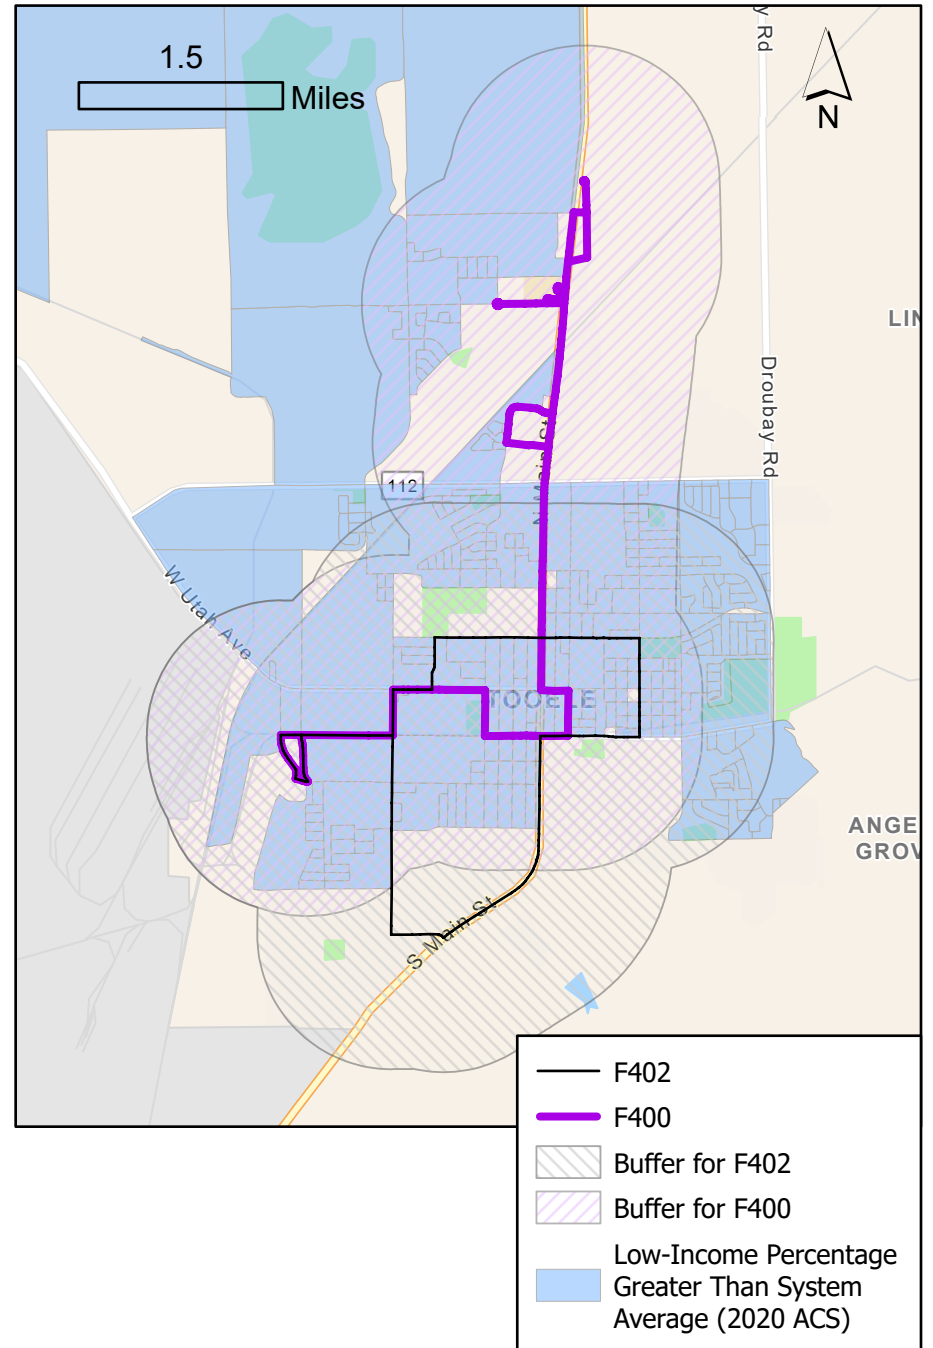 1.5
Miles
y Rd
N
LIN
Droubay Rd
N Main St
112
W Utah Ave
TOOELE
ANGE
GROV
S Main St
F402
F400
Buffer for F402
Buffer for F400
Low-Income Percentage
Greater Than System
Average (2020 ACS)